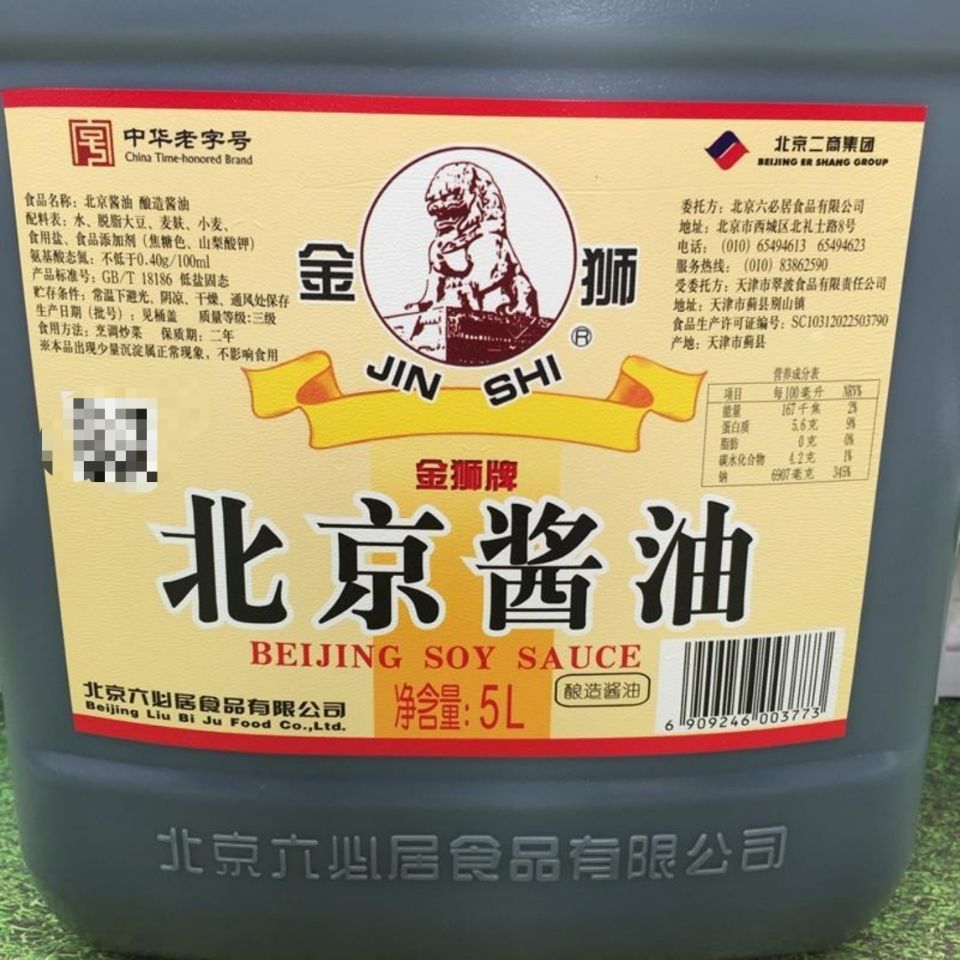 中华老字号
China Time-honored Brand
北京二商集团
BEIJING ER SHANG GROUP
食品名称：北京酱油 酿造酱油
配料表：水、脱脂大豆、麦麸、小麦、
食用盐、食品添加剂（焦糖色、山梨酸钾）
氨基酸态氮：不低于0.40g/100ml
产品标准号：GB/T 18186 低盐固态
贮存条件：常温下避光、阴凉、干燥、通风处保存
生产日期（批号）：见桶盖 质量等级：三级
食用方法：烹调炒菜 保质期：二年
※本品出现少量沉淀属正常现象，不影响食用
金狮
®
JIN SHI
委托方：北京六必居食品有限公司
地址：北京市西城区北礼士路8号
电话：（010）65494613 65494623
服务热线：（010）83862590
受委托方：天津市翠波食品有限责任公司
地址：天津市蓟县别山镇
食品生产许可证编号：SC10312022503790
产地：天津市蓟县
营养成分表
项目 每100毫升 NRV%
能量 167千焦 2%
蛋白质 5.6克 9%
脂肪 0克 0%
碳水化合物 4.2克 1%
钠 6907毫克 345%
金狮牌
北京酱油
BEIJING SOY SAUCE
北京六必居食品有限公司
Beijing Liu Bi Ju Food Co.,Ltd.
净含量：5L
酿造酱油
6 909246 003773
北京六必居食品有限公司